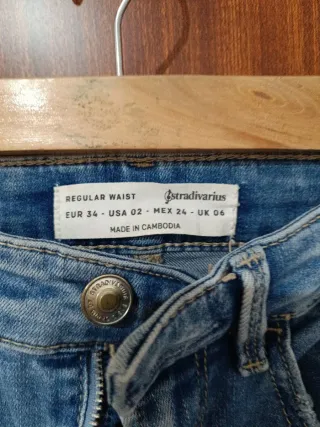 REGULAR WAIST stradivarius
EUR 34 - USA 02 - MEX 24 - UK 06
MADE IN CAMBODIA